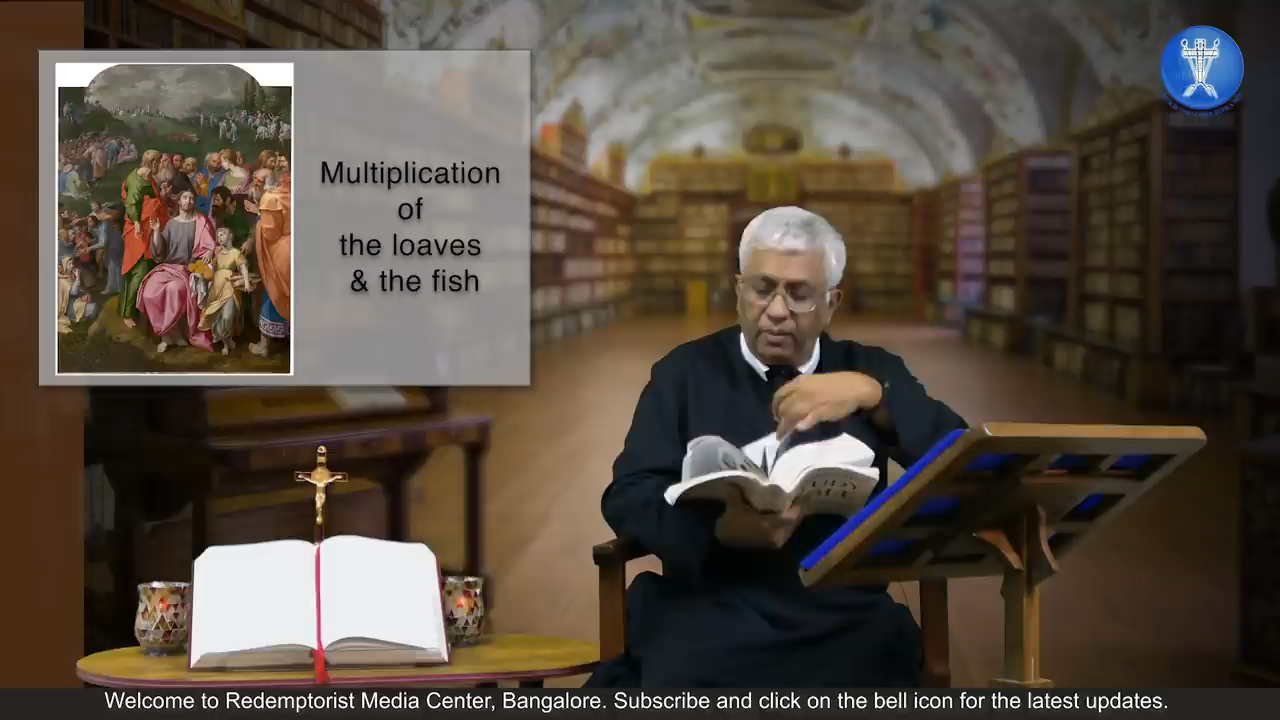 Multiplication
of
the loaves
& the fish
Welcome to Redemptorist Media Center, Bangalore. Subscribe and click on the bell icon for the latest updates.